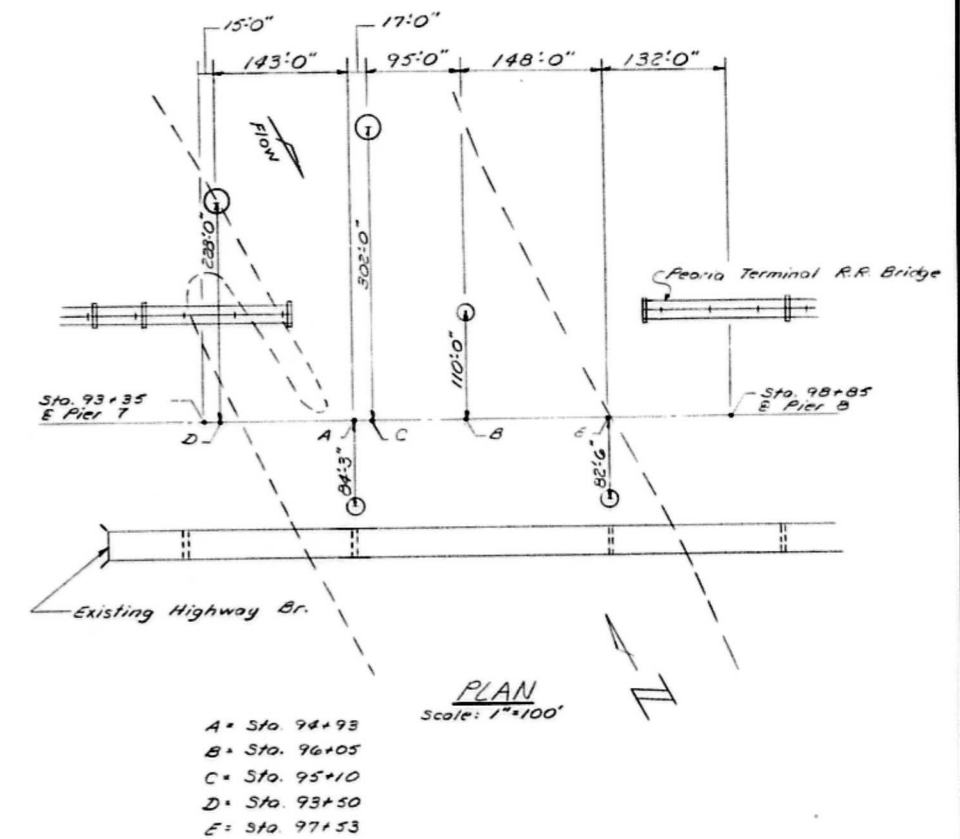 15'-0"
17'-0"
143'-0"
95'-0"
148'-0"
132'-0"
Flow
228'-0"
302'-0"
Peoria Terminal R.R. Bridge
110'-0"
Sta. 93+35
℄ Pier 7
Sta. 98+85
℄ Pier 8
D
A
C
B
E
84'-3"
82'-6"
Existing Highway Br.
PLAN
Scale: 1"=100'
N
A = Sta. 94+93
B = Sta. 96+05
C = Sta. 95+10
D = Sta. 93+50
E = Sta. 97+53